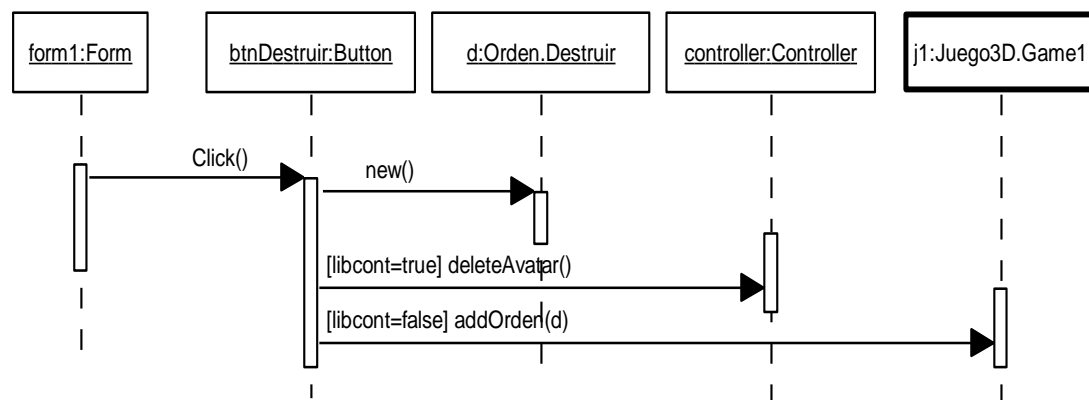 form1:Form
btnDestruir:Button
d:Orden.Destruir
controller:Controller
j1:Juego3D.Game1
Click()
new()
[libcont=true] deleteAvatar()
[libcont=false] addOrden(d)